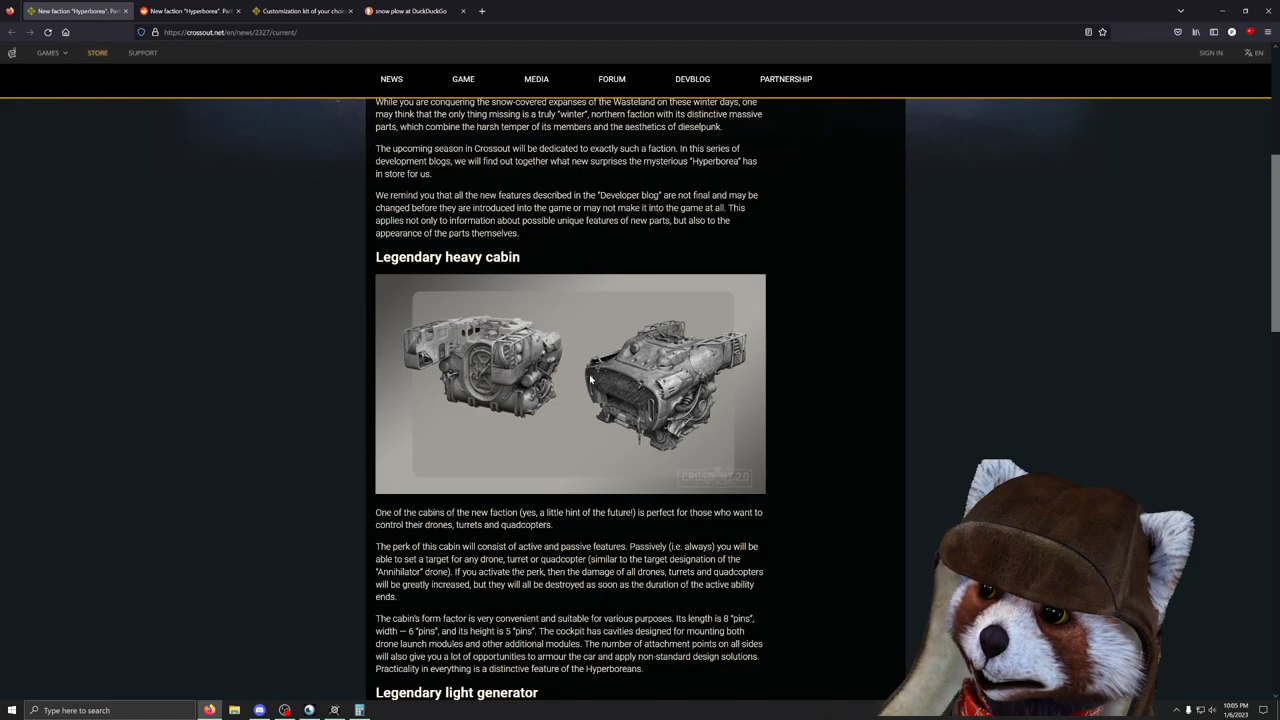 New faction "Hyperborea". Part
New faction "Hyperborea". Part
Customization kit of your choic
snow plow at DuckDuckGo
https://crossout.net/en/news/2327/current/
GAMES STORE SUPPORT SIGN IN EN
NEWS GAME MEDIA FORUM DEVBLOG PARTNERSHIP
While you are conquering the snow-covered expanses of the Wasteland on these winter days, one
may think that the only thing missing is a truly "winter", northern faction with its distinctive massive
parts, which combine the harsh temper of its members and the aesthetics of dieselpunk.
The upcoming season in Crossout will be dedicated to exactly such a faction. In this series of
development blogs, we will find out together what new surprises the mysterious "Hyperborea" has
in store for us.
We remind you that all the new features described in the "Developer blog" are not final and may be
changed before they are introduced into the game or may not make it into the game at all. This
applies not only to information about possible unique features of new parts, but also to the
appearance of the parts themselves.
Legendary heavy cabin
CROSSOUT 2.0
One of the cabins of the new faction (yes, a little hint of the future!) is perfect for those who want to
control their drones, turrets and quadcopters.
The perk of this cabin will consist of active and passive features. Passively (i.e. always) you will be
able to set a target for any drone, turret or quadcopter (similar to the target designation of the
"Annihilator" drone). If you activate the perk, then the damage of all drones, turrets and quadcopters
will be greatly increased, but they will all be destroyed as soon as the duration of the active ability
ends.
The cabin's form factor is very convenient and suitable for various purposes. Its length is 8 "pins",
width — 6 "pins", and its height is 5 "pins". The cockpit has cavities designed for mounting both
drone launch modules and other additional modules. The number of attachment points on all sides
will also give you a lot of opportunities to armour the car and apply non-standard design solutions.
Practicality in everything is a distinctive feature of the Hyperboreans.
Legendary light generator
Type here to search
10:05 PM
1/6/2023